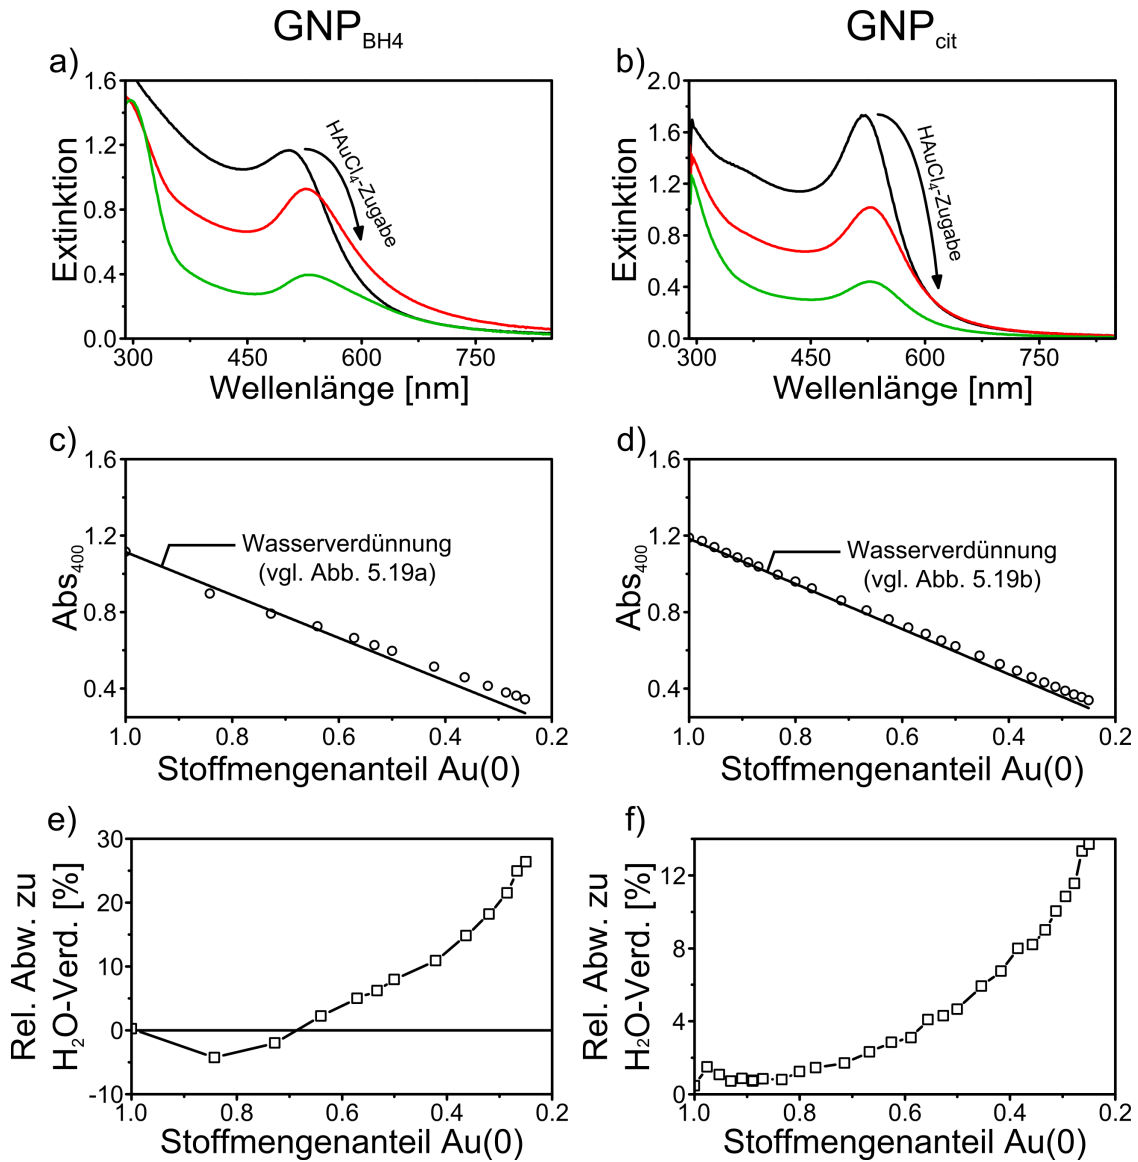 GNP BH4
GNP cit
a)
1.6
1.2
0.8
0.4
0.0
Extinktion
HAuCl4-Zugabe
300 450 600 750
Wellenlänge [nm]
b)
2.0
1.6
1.2
0.8
0.4
0.0
Extinktion
HAuCl4-Zugabe
300 450 600 750
Wellenlänge [nm]
c)
1.6
1.2
0.8
0.4
Abs400
Wasserverdünnung
(vgl. Abb. 5.19a)
1.0 0.8 0.6 0.4 0.2
Stoffmengenanteil Au(0)
d)
1.6
1.2
0.8
0.4
Abs400
Wasserverdünnung
(vgl. Abb. 5.19b)
1.0 0.8 0.6 0.4 0.2
Stoffmengenanteil Au(0)
e)
30
20
10
0
-10
Rel. Abw. zu
H2O-Verd. [%]
1.0 0.8 0.6 0.4 0.2
Stoffmengenanteil Au(0)
f)
12
8
4
0
Rel. Abw. zu
H2O-Verd. [%]
1.0 0.8 0.6 0.4 0.2
Stoffmengenanteil Au(0)